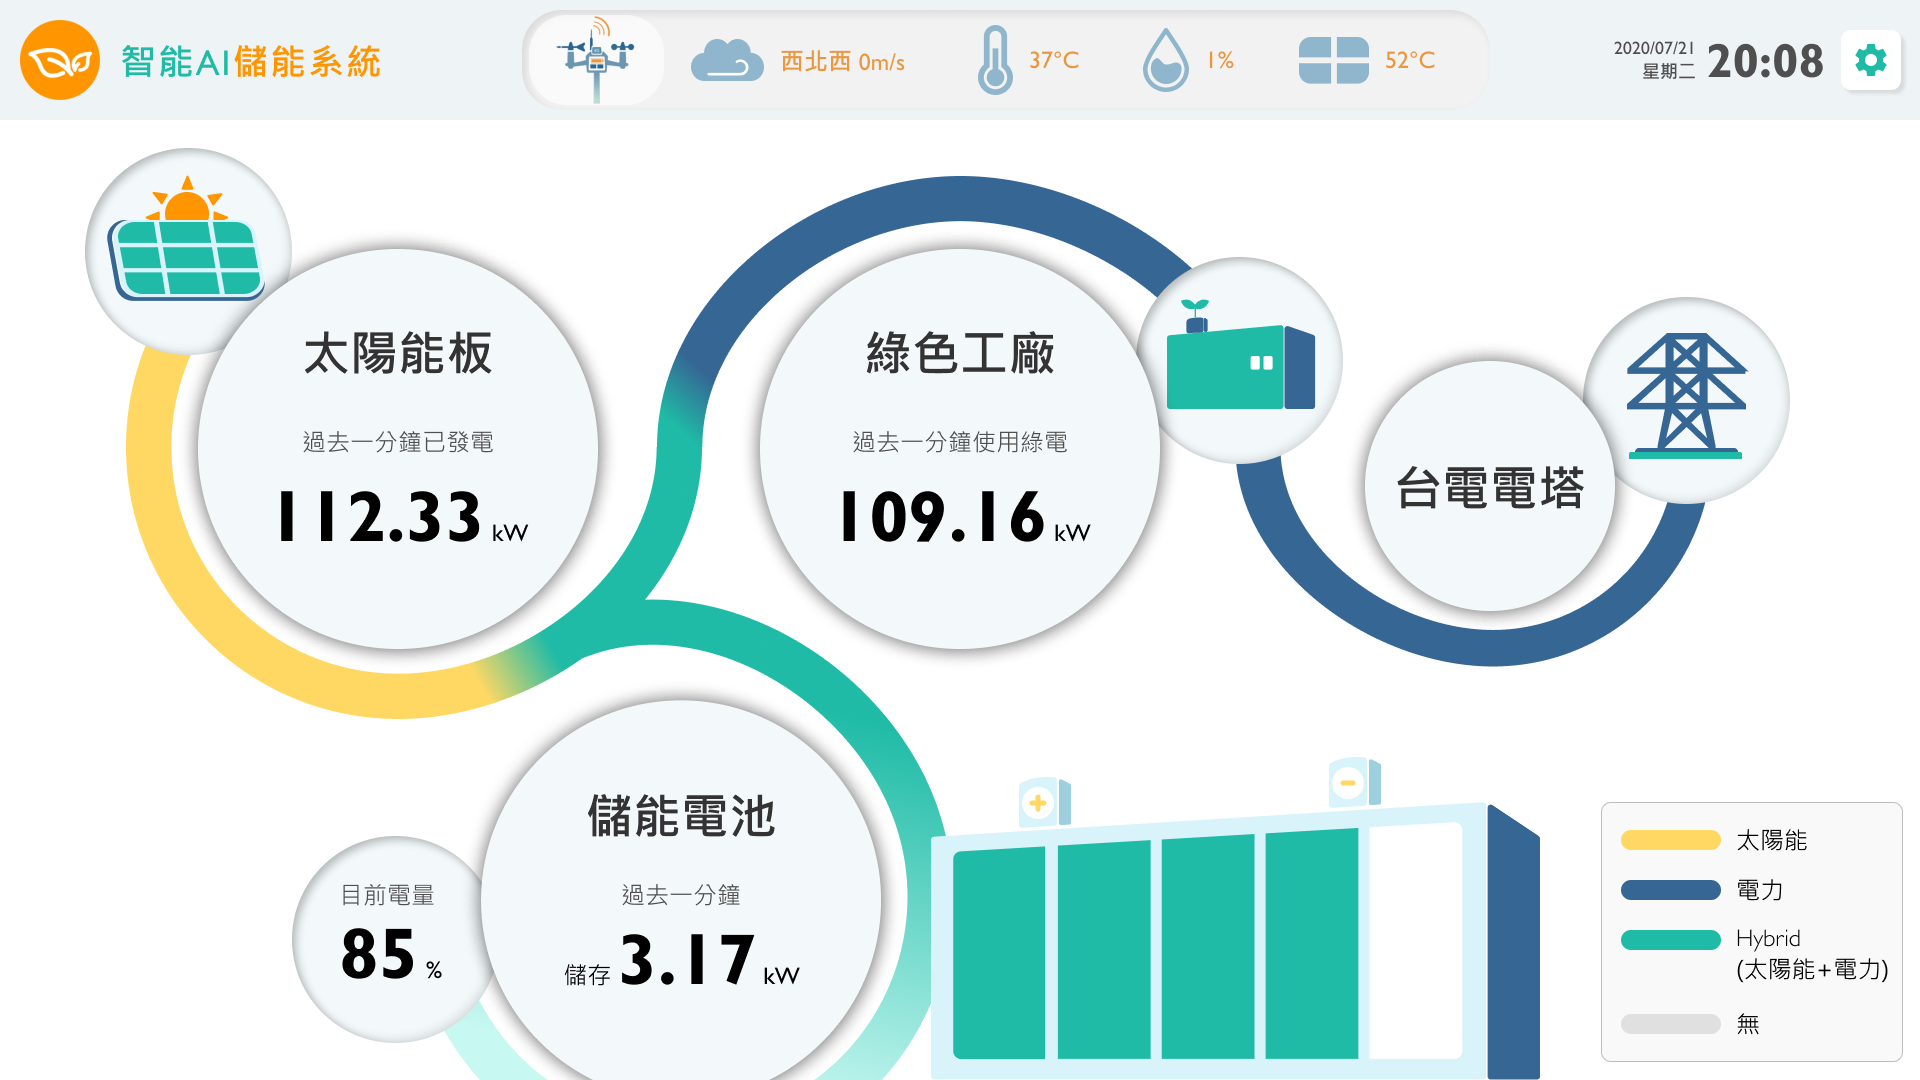 智能AI儲能系統
西北西 0m/s
37°C
1%
52°C
2020/07/21
星期二
20:08
太陽能板
過去一分鐘已發電
112.33 kW
綠色工廠
過去一分鐘使用綠電
109.16 kW
台電電塔
儲能電池
過去一分鐘
儲存 3.17 kW
目前電量
85 %
太陽能
電力
Hybrid
(太陽能+電力)
無